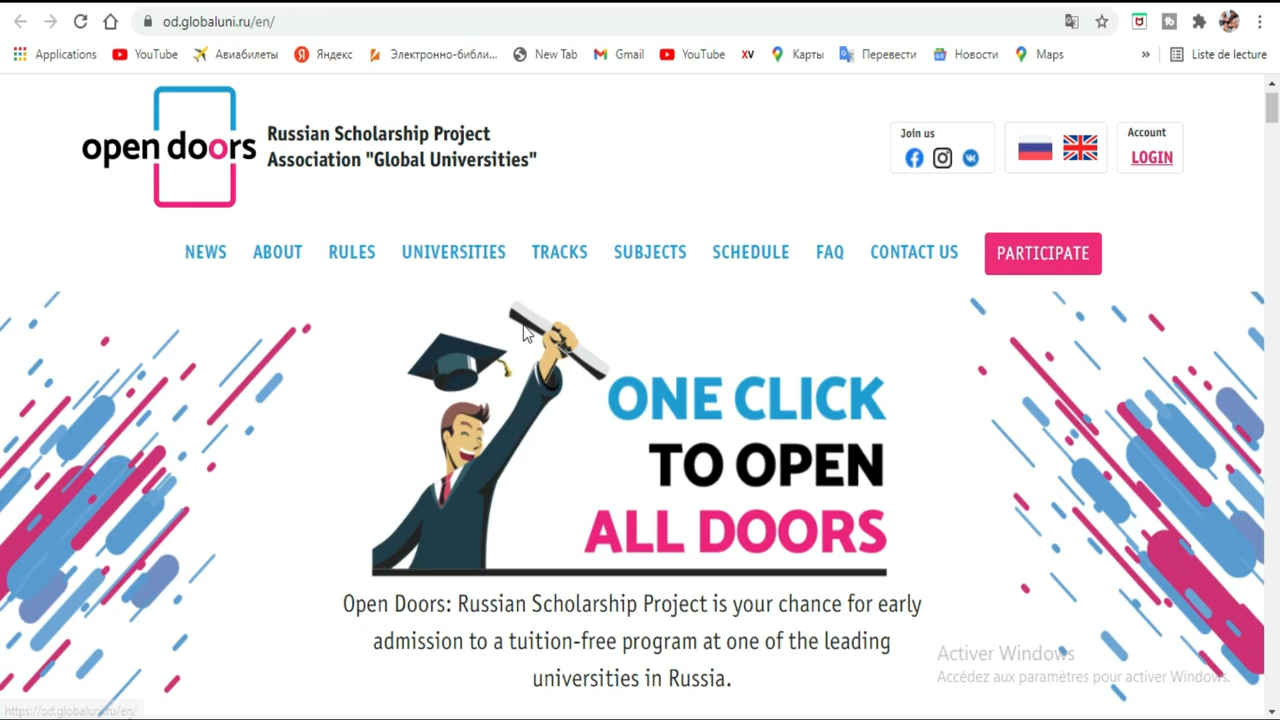 od.globaluni.ru/en/
Applications YouTube Авиабилеты Яндекс Электронно-библи... New Tab Gmail YouTube XV Карты Перевести Новости Maps » Liste de lecture
open doors
Russian Scholarship Project
Association "Global Universities"
Join us
Account
LOGIN
NEWS ABOUT RULES UNIVERSITIES TRACKS SUBJECTS SCHEDULE FAQ CONTACT US PARTICIPATE
ONE CLICK
TO OPEN
ALL DOORS
Open Doors: Russian Scholarship Project is your chance for early
admission to a tuition-free program at one of the leading
universities in Russia.
Activer Windows
Accédez aux paramètres pour activer Windows.
https://od.globaluni.ru/en/